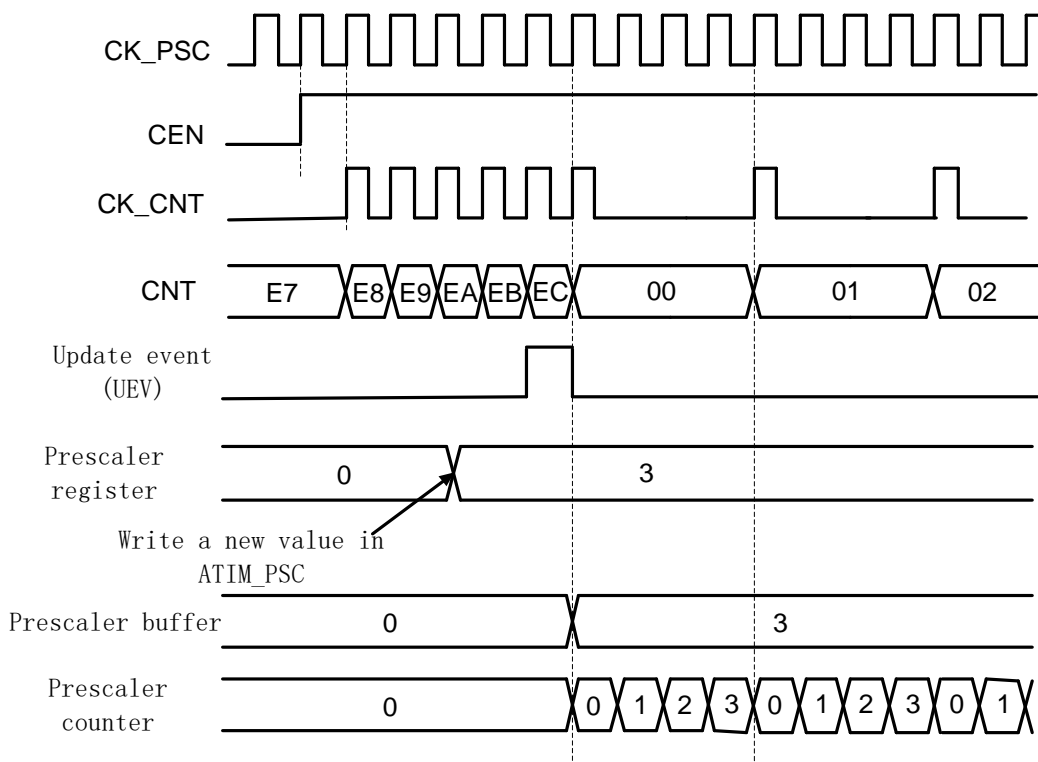 CK_PSC
CEN
CK_CNT
CNT
E7 E8 E9 EA EB EC 00 01 02
Update event
(UEV)
Prescaler
register
0 3
Write a new value in
ATIM_PSC
Prescaler buffer
0 3
Prescaler
counter
0 0 1 2 3 0 1 2 3 0 1